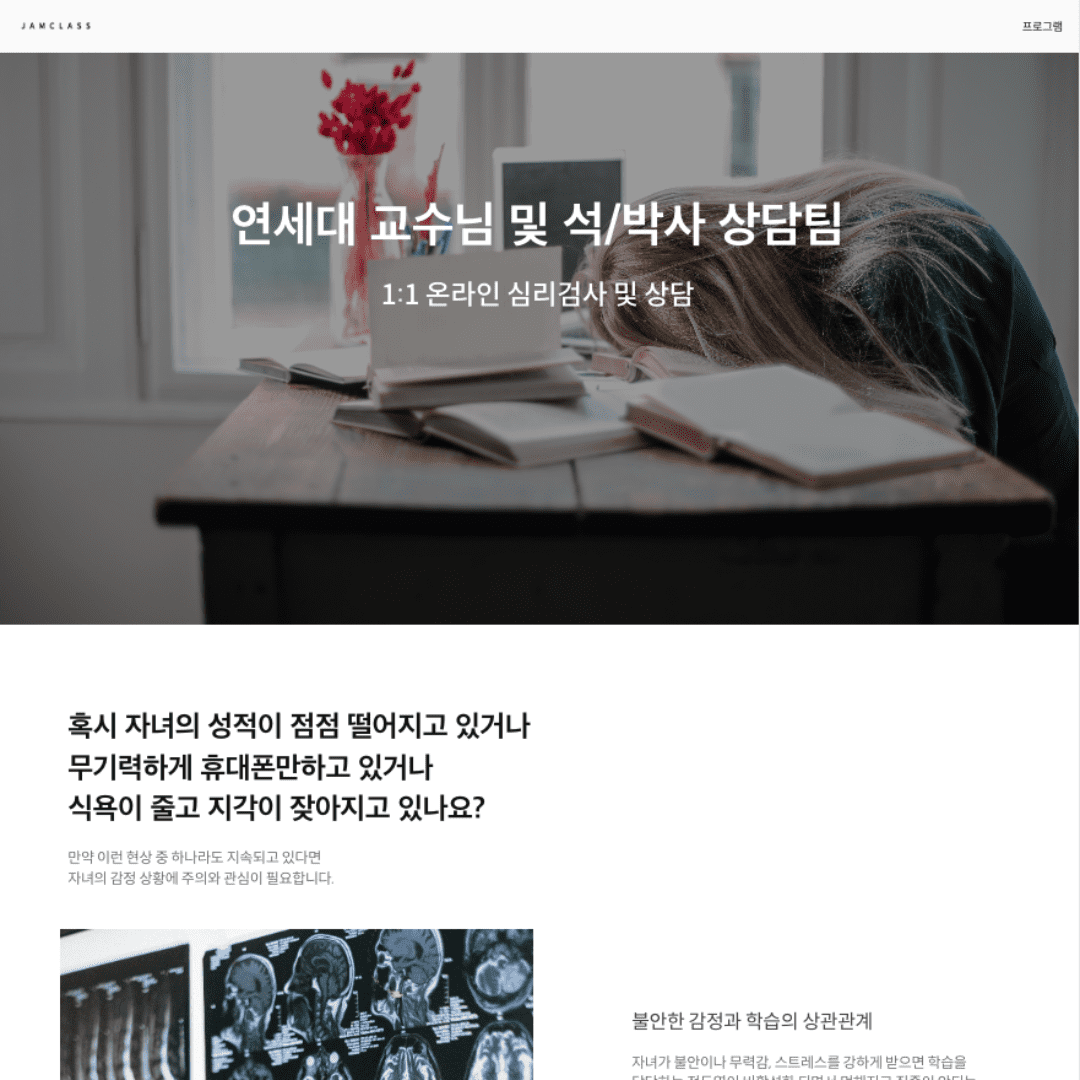 JAMCLASS
프로그램
연세대 교수님 및 석/박사 상담팀
1:1 온라인 심리검사 및 상담
혹시 자녀의 성적이 점점 떨어지고 있거나
무기력하게 휴대폰만하고 있거나
식욕이 줄고 지각이 잦아지고 있나요?
만약 이런 현상 중 하나라도 지속되고 있다면
자녀의 감정 상황에 주의와 관심이 필요합니다.
불안한 감정과 학습의 상관관계
자녀가 불안이나 무력감, 스트레스를 강하게 받으면 학습을